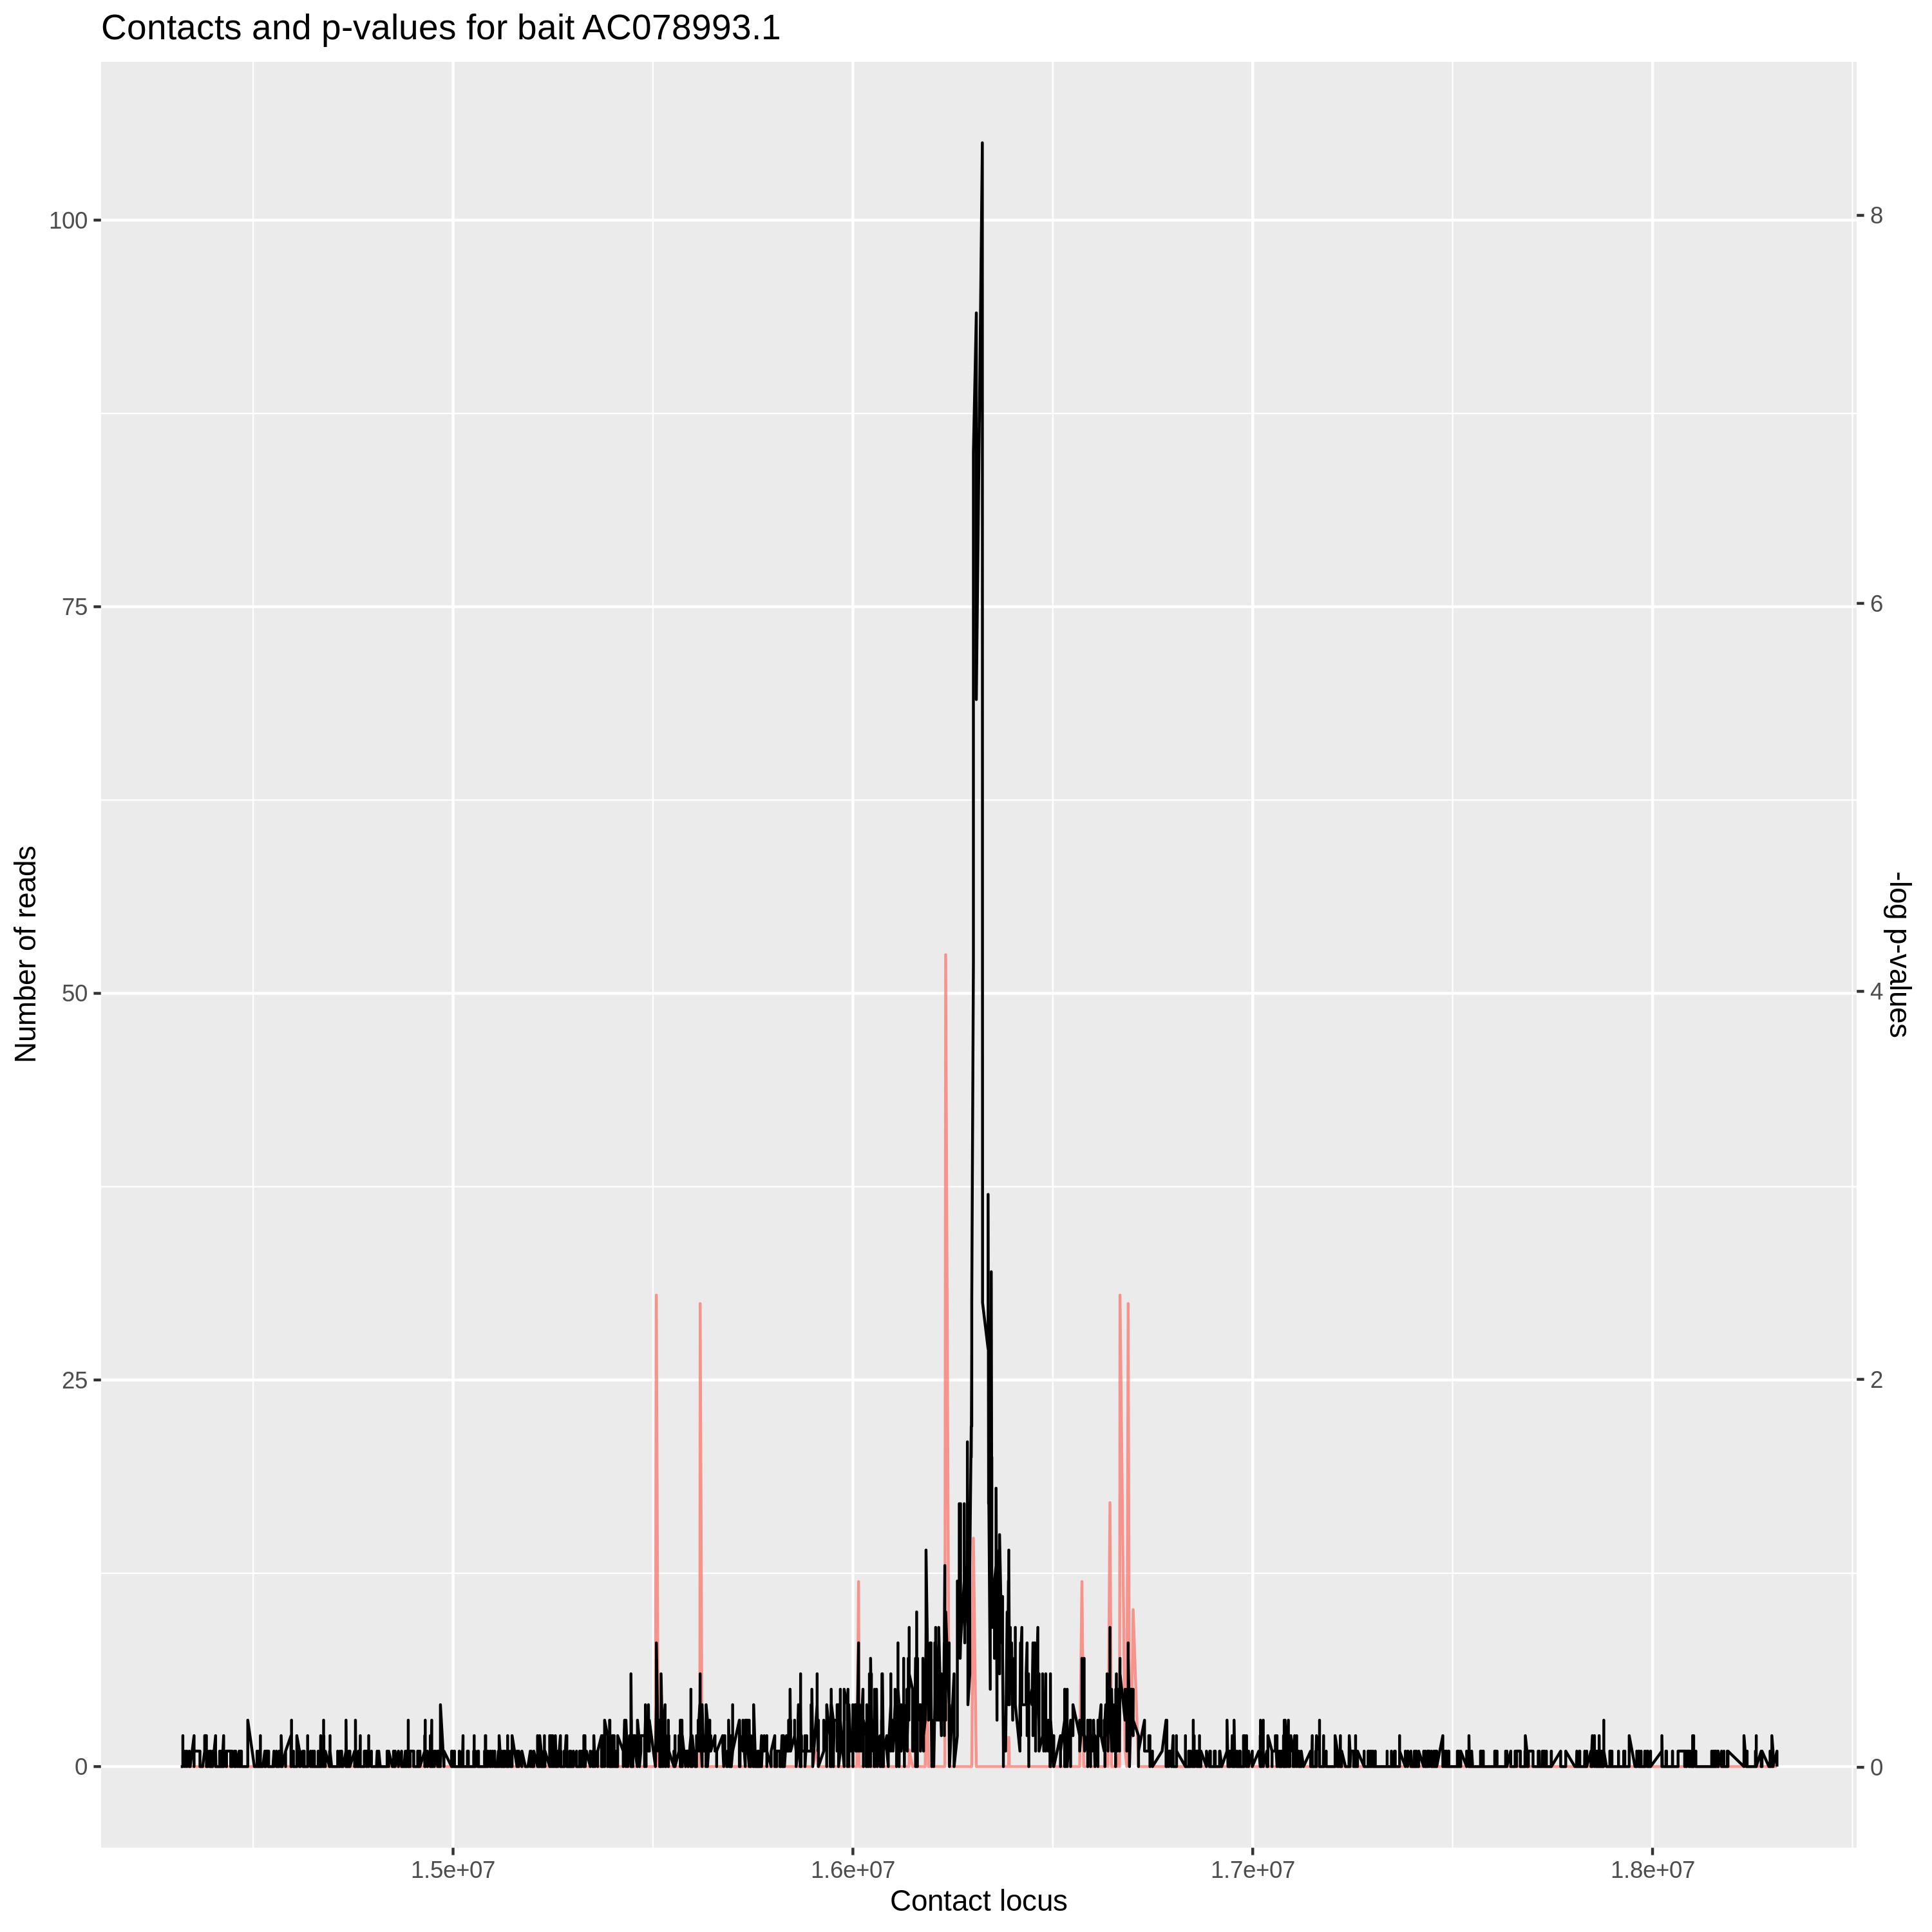 Contacts and p-values for bait AC078993.1
100
75
50
25
0
8
6
4
2
0
Number of reads
-log p-values
1.5e+07 1.6e+07 1.7e+07 1.8e+07
Contact locus